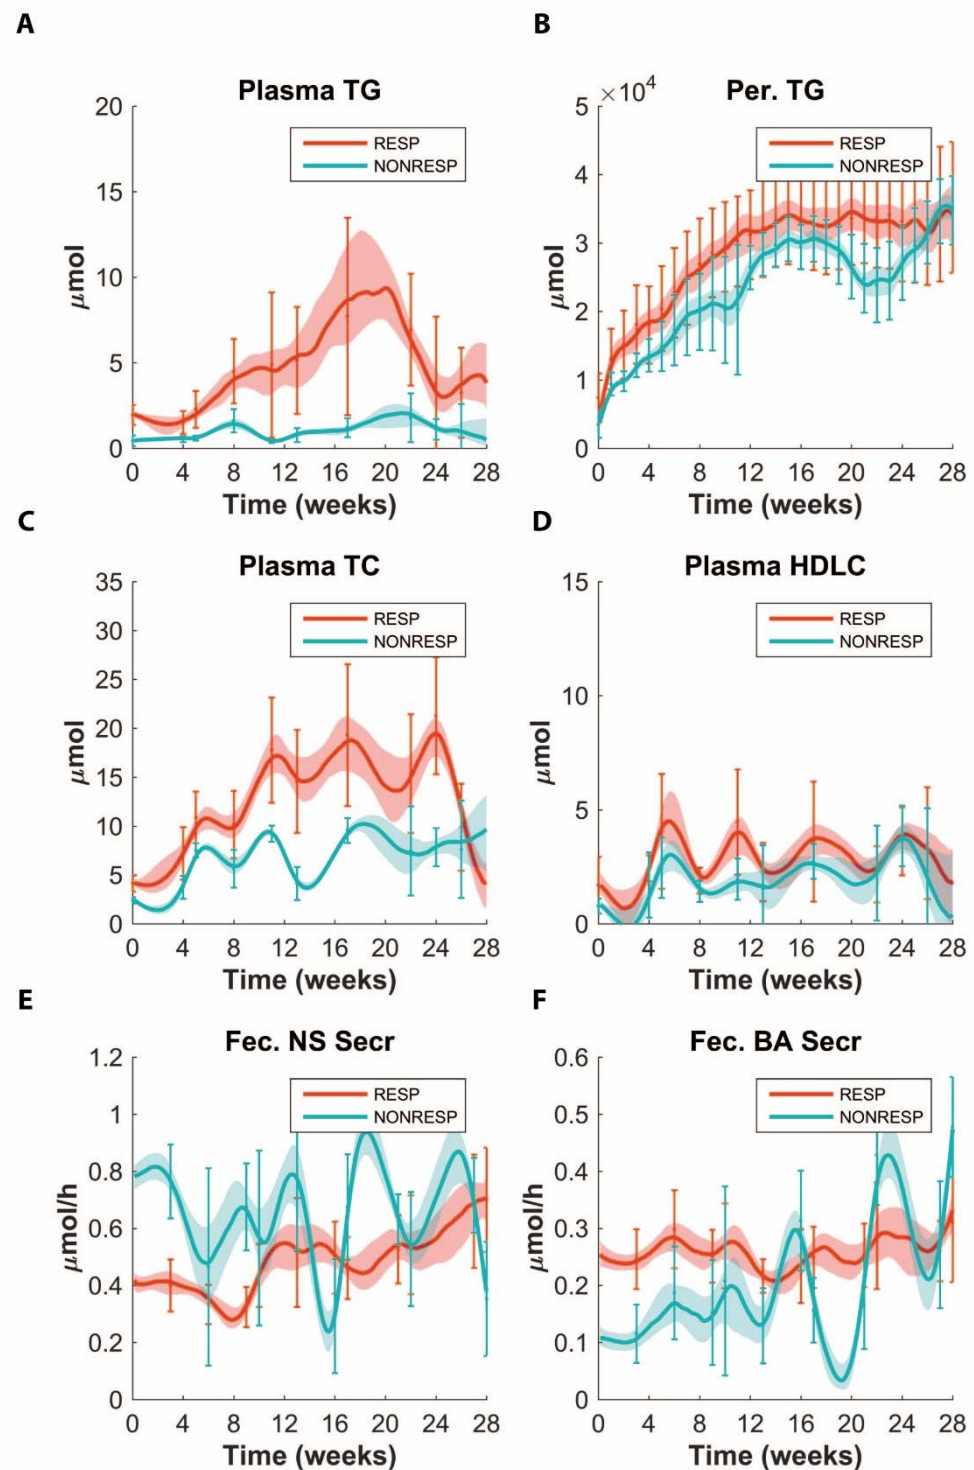 A
B
Plasma TG
RESP
NONRESP
20
15
10
5
0
μmol
0 4 8 12 16 20 24 28
Time (weeks)
×10⁴
Per. TG
RESP
NONRESP
5
4
3
2
1
0
μmol
0 4 8 12 16 20 24 28
Time (weeks)
C
D
Plasma TC
RESP
NONRESP
35
30
25
20
15
10
5
0
μmol
0 4 8 12 16 20 24 28
Time (weeks)
Plasma HDLC
RESP
NONRESP
15
10
5
0
μmol
0 4 8 12 16 20 24 28
Time (weeks)
E
F
Fec. NS Secr
RESP
NONRESP
1.2
1
0.8
0.6
0.4
0.2
0
μmol/h
0 4 8 12 16 20 24 28
Time (weeks)
Fec. BA Secr
RESP
NONRESP
0.6
0.5
0.4
0.3
0.2
0.1
0
μmol/h
0 4 8 12 16 20 24 28
Time (weeks)